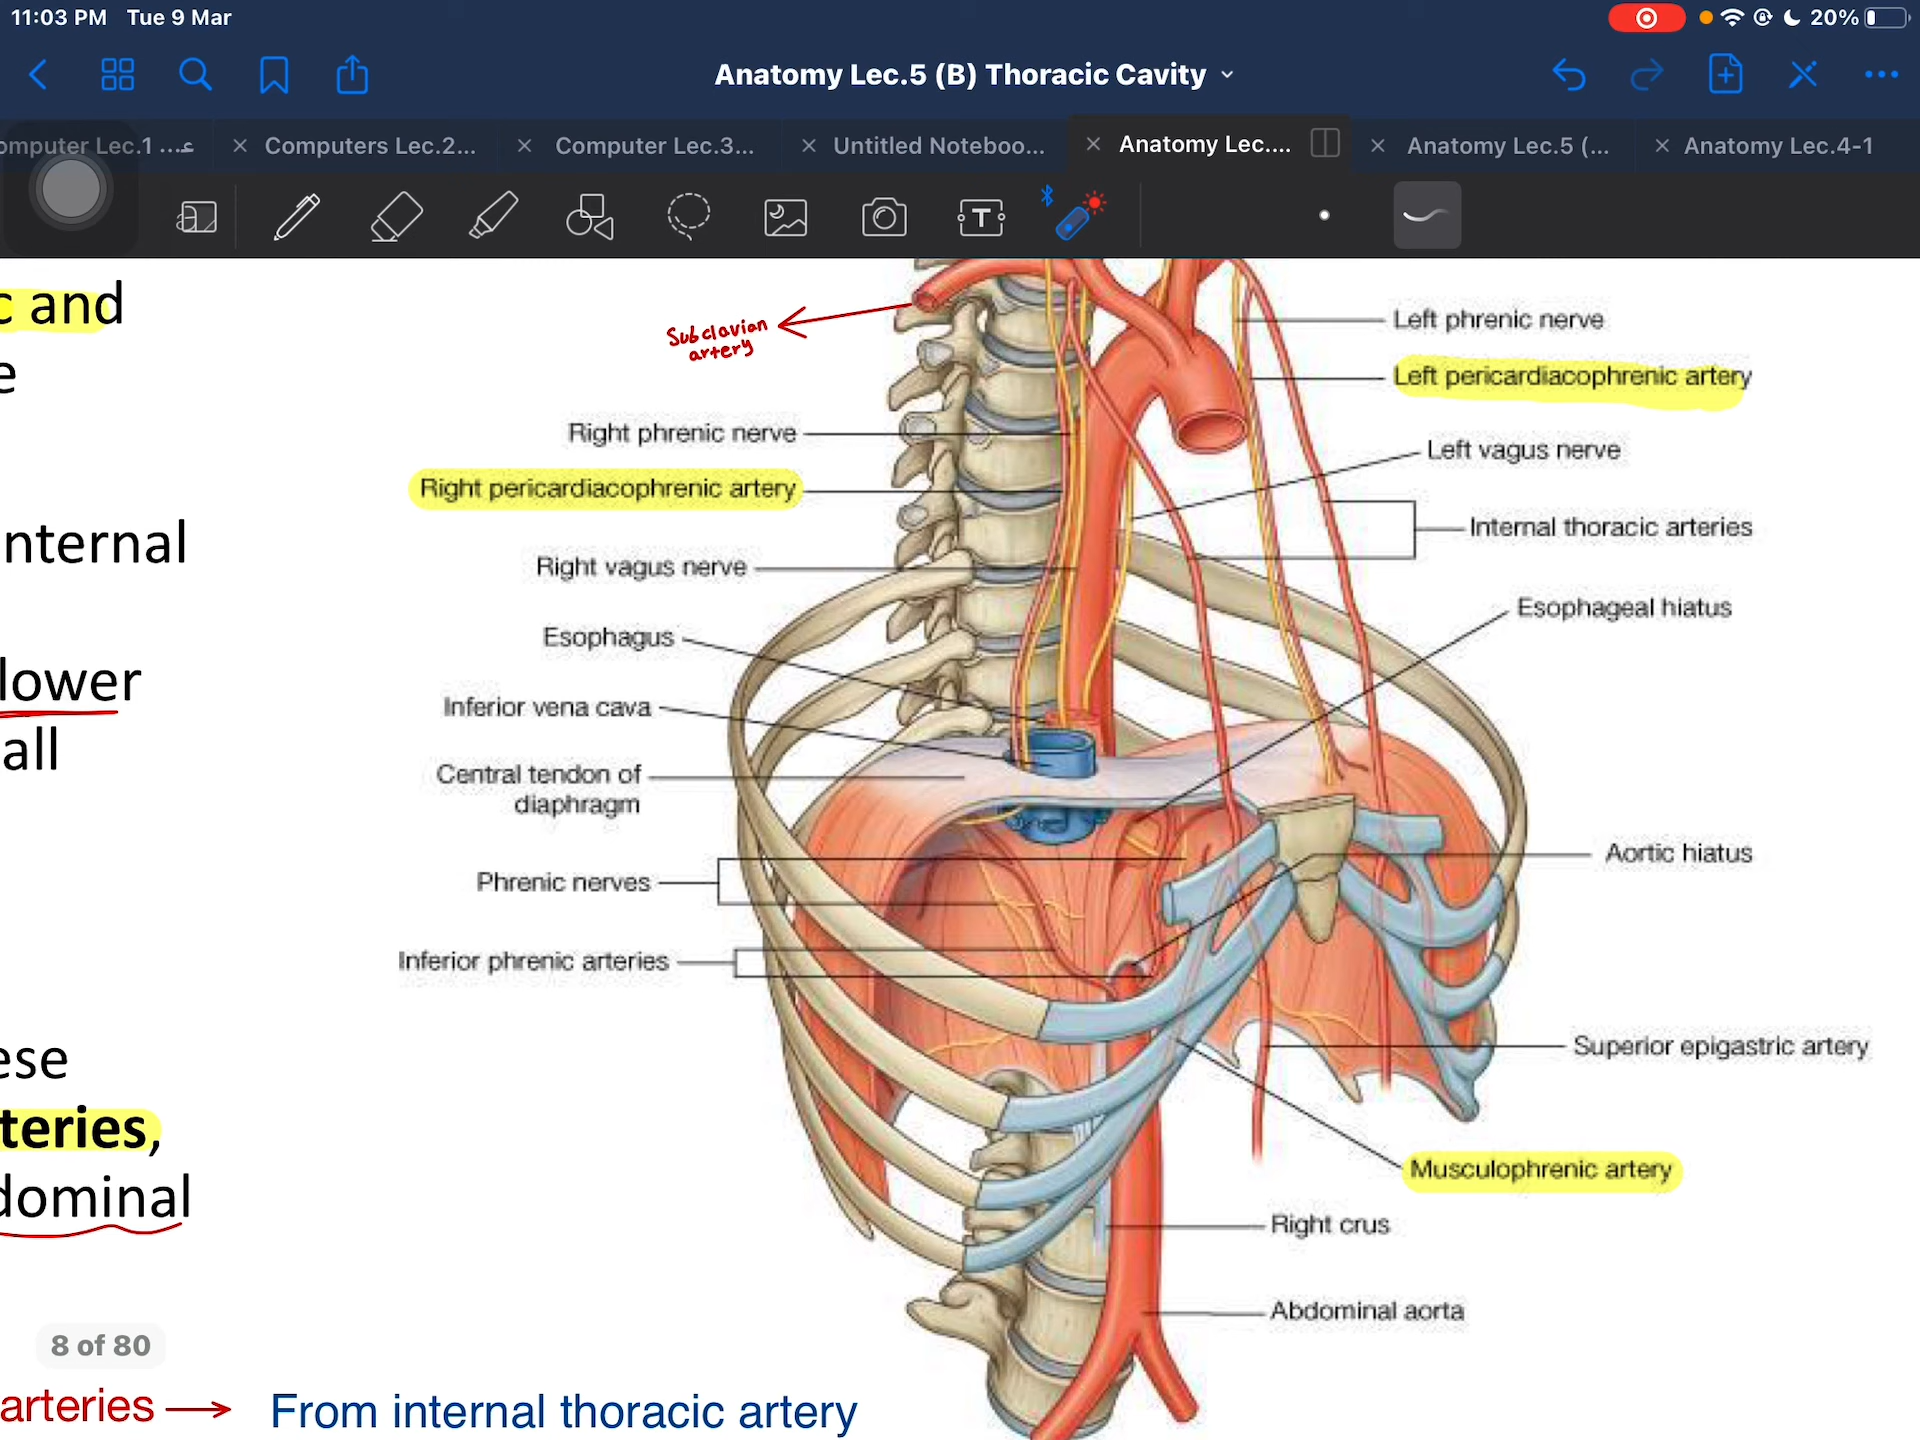 11:03 PM Tue 9 Mar
20%
Anatomy Lec.5 (B) Thoracic Cavity
omputer Lec.1 ...عـ
Computers Lec.2...
Computer Lec.3...
Untitled Noteboo...
Anatomy Lec....
Anatomy Lec.5 (...
Anatomy Lec.4-1
c and
e
nternal
lower
all
ese
teries,
dominal
Subclavian
artery
Right phrenic nerve
Right pericardiacophrenic artery
Right vagus nerve
Esophagus
Inferior vena cava
Central tendon of
diaphragm
Phrenic nerves
Inferior phrenic arteries
Left phrenic nerve
Left pericardiacophrenic artery
Left vagus nerve
Internal thoracic arteries
Esophageal hiatus
Aortic hiatus
Superior epigastric artery
Musculophrenic artery
Right crus
Abdominal aorta
8 of 80
arteries → From internal thoracic artery